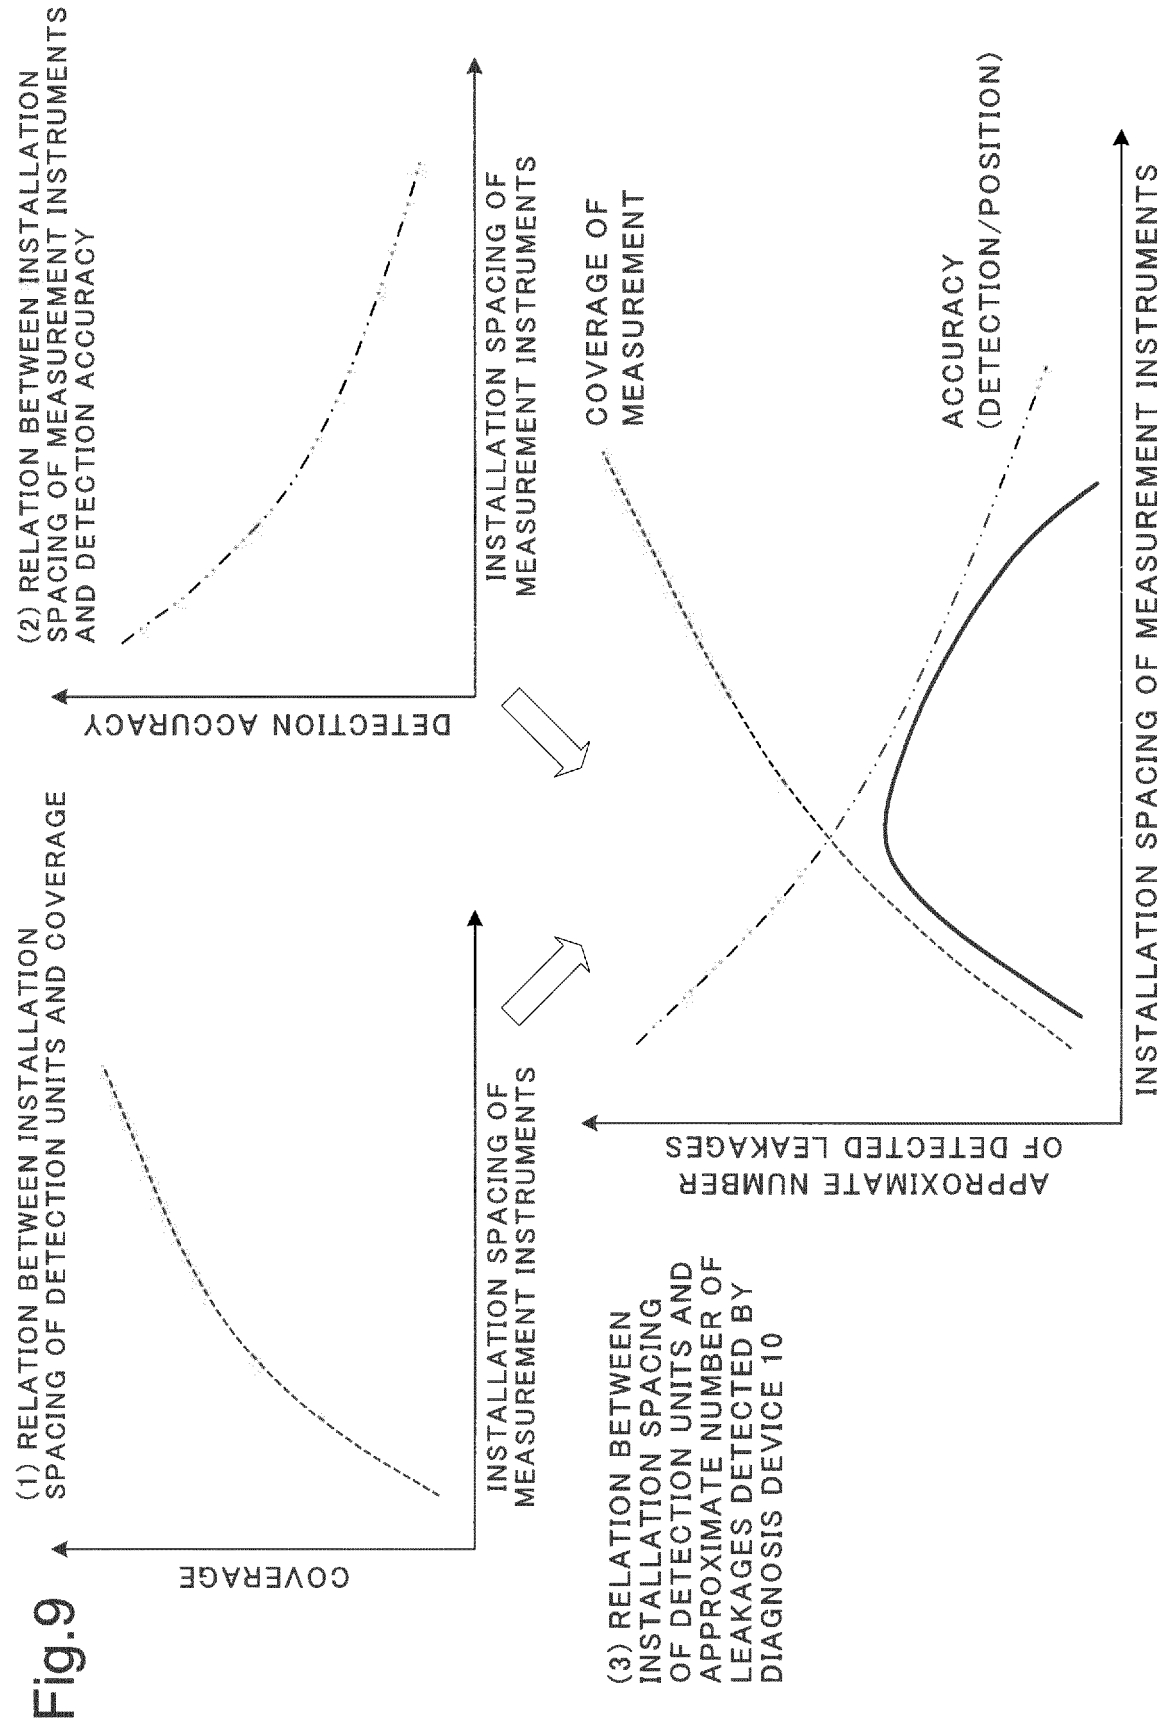 Fig.9
(1) RELATION BETWEEN INSTALLATION
SPACING OF DETECTION UNITS AND COVERAGE
COVERAGE
INSTALLATION SPACING OF
MEASUREMENT INSTRUMENTS
(2) RELATION BETWEEN INSTALLATION
SPACING OF MEASUREMENT INSTRUMENTS
AND DETECTION ACCURACY
DETECTION ACCURACY
INSTALLATION SPACING OF
MEASUREMENT INSTRUMENTS
(3) RELATION BETWEEN
INSTALLATION SPACING
OF DETECTION UNITS AND
APPROXIMATE NUMBER OF
LEAKAGES DETECTED BY
DIAGNOSIS DEVICE 10
APPROXIMATE NUMBER
OF DETECTED LEAKAGES
COVERAGE OF
MEASUREMENT
ACCURACY
(DETECTION/POSITION)
INSTALLATION SPACING OF MEASUREMENT INSTRUMENTS